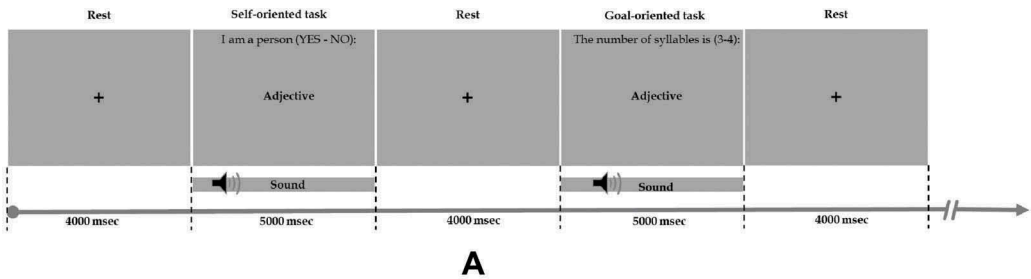 Rest Self-oriented task Rest Goal-oriented task Rest
I am a person (YES - NO): The number of syllables is (3-4):
+ Adjective + Adjective +
Sound Sound
4000 msec 5000 msec 4000 msec 5000 msec 4000 msec
A